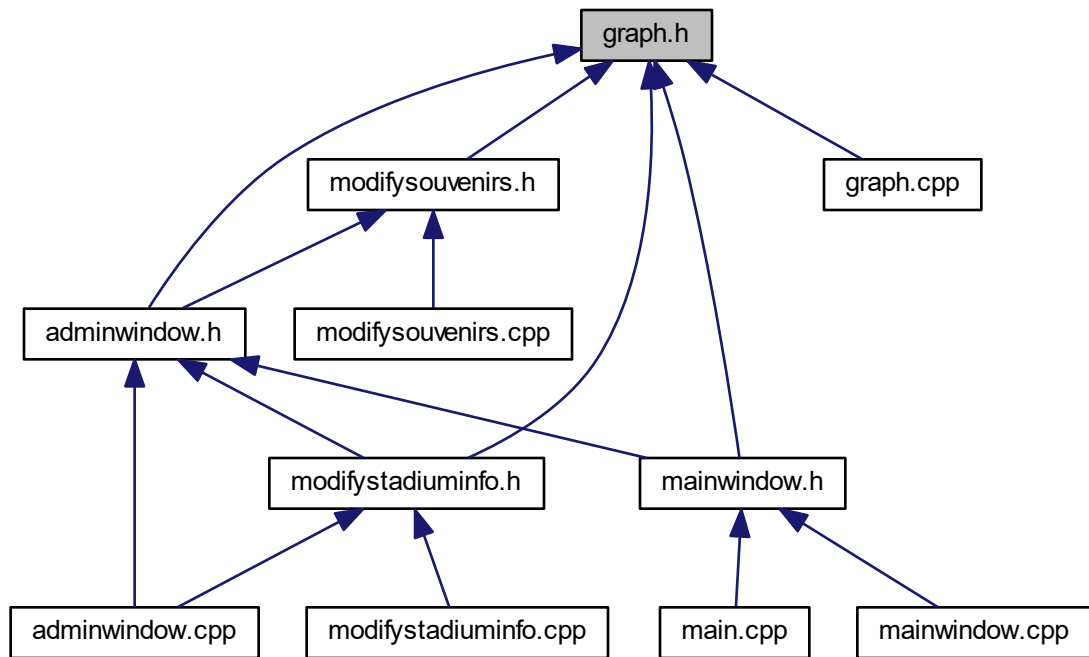 graph.h
modifysouvenirs.h
graph.cpp
adminwindow.h
modifysouvenirs.cpp
modifystadiuminfo.h
mainwindow.h
adminwindow.cpp
modifystadiuminfo.cpp
main.cpp
mainwindow.cpp